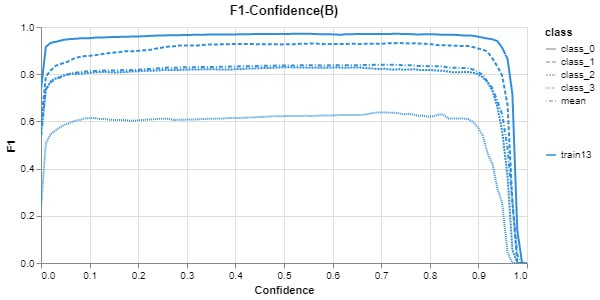 F1-Confidence(B)
F1
1.0
0.8
0.6
0.4
0.2
0.0
0.0 0.1 0.2 0.3 0.4 0.5 0.6 0.7 0.8 0.9 1.0
Confidence
class
class_0
class_1
class_2
class_3
mean
train13